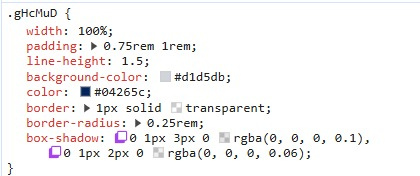 .gHcMuD {
width: 100%;
padding: 0.75rem 1rem;
line-height: 1.5;
background-color: #d1d5db;
color: #04265c;
border: 1px solid transparent;
border-radius: 0.25rem;
box-shadow: 0 1px 3px 0 rgba(0, 0, 0, 0.1),
0 1px 2px 0 rgba(0, 0, 0, 0.06);
}